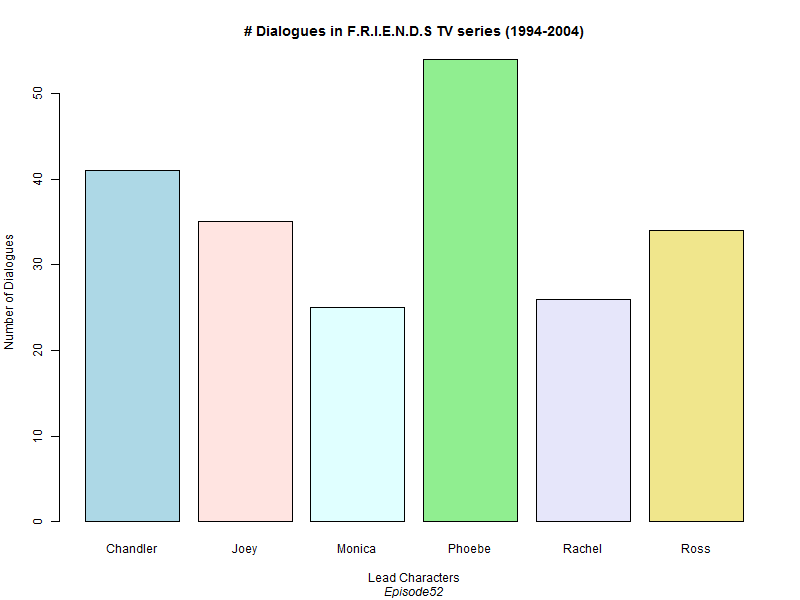 # Dialogues in F.R.I.E.N.D.S TV series (1994-2004)
Number of Dialogues
50
40
30
20
10
0
Chandler Joey Monica Phoebe Rachel Ross
Lead Characters
Episode52